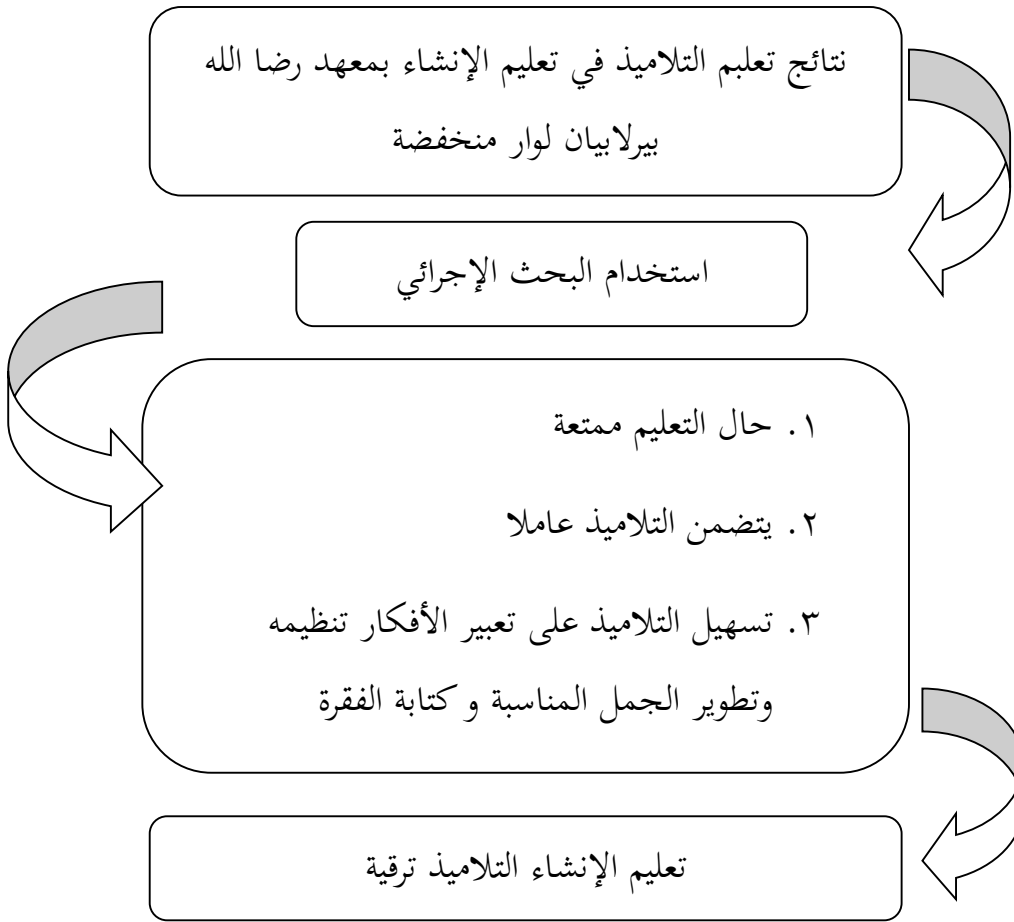 نتائج تعلبم التلاميذ في تعليم الإنشاء بمعهد رضا الله
بيرلابيان لوار منخفضة
استخدام البحث الإجرائي
١. حال التعليم ممتعة
٢. يتضمن التلاميذ عاملا
٣. تسهيل التلاميذ على تعبير الأفكار تنظيمه
وتطوير الجمل المناسبة و كتابة الفقرة
تعليم الإنشاء التلاميذ ترقية